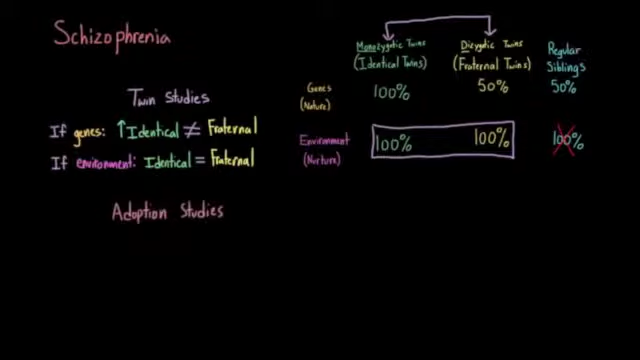 Schizophrenia
Twin Studies
If genes: ↑Identical ≠ Fraternal
If environment: Identical = Fraternal
Adoption Studies
Monozygotic Twins
(Identical Twins)
Dizygotic Twins
(Fraternal Twins)
Regular
Siblings
Genes
(Nature)
100%
50%
50%
Environment
(Nurture)
100%
100%
100%